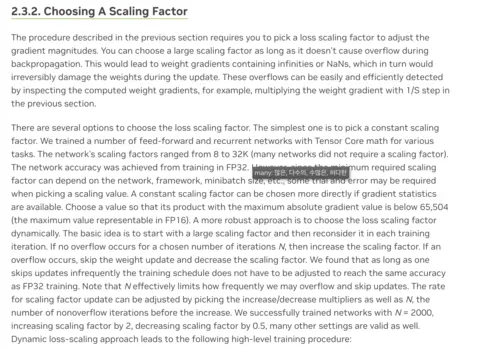 2.3.2. Choosing A Scaling Factor
The procedure described in the previous section requires you to pick a loss scaling factor to adjust the
gradient magnitudes. You can choose a large scaling factor as long as it doesn't cause overflow during
backpropagation. This would lead to weight gradients containing infinities or NaNs, which in turn would
irreversibly damage the weights during the update. These overflows can be easily and efficiently detected
by inspecting the computed weight gradients, for example, multiplying the weight gradient with 1/S step in
the previous section.
There are several options to choose the loss scaling factor. The simplest one is to pick a constant scaling
factor. We trained a number of feed-forward and recurrent networks with Tensor Core math for various
tasks. The network's scaling factors ranged from 8 to 32K (many networks did not require a scaling factor).
The network accuracy was achieved from training in FP32. However, since the minimum required scaling
many 많은, 다수의, 수많은, 허다한
factor can depend on the network, framework, minibatch size, etc., some trial and error may be required
when picking a scaling value. A constant scaling factor can be chosen more directly if gradient statistics
are available. Choose a value so that its product with the maximum absolute gradient value is below 65,504
(the maximum value representable in FP16). A more robust approach is to choose the loss scaling factor
dynamically. The basic idea is to start with a large scaling factor and then reconsider it in each training
iteration. If no overflow occurs for a chosen number of iterations N, then increase the scaling factor. If an
overflow occurs, skip the weight update and decrease the scaling factor. We found that as long as one
skips updates infrequently the training schedule does not have to be adjusted to reach the same accuracy
as FP32 training. Note that N effectively limits how frequently we may overflow and skip updates. The rate
for scaling factor update can be adjusted by picking the increase/decrease multipliers as well as N, the
number of nonoverflow iterations before the increase. We successfully trained networks with N = 2000,
increasing scaling factor by 2, decreasing scaling factor by 0.5, many other settings are valid as well.
Dynamic loss-scaling approach leads to the following high-level training procedure: